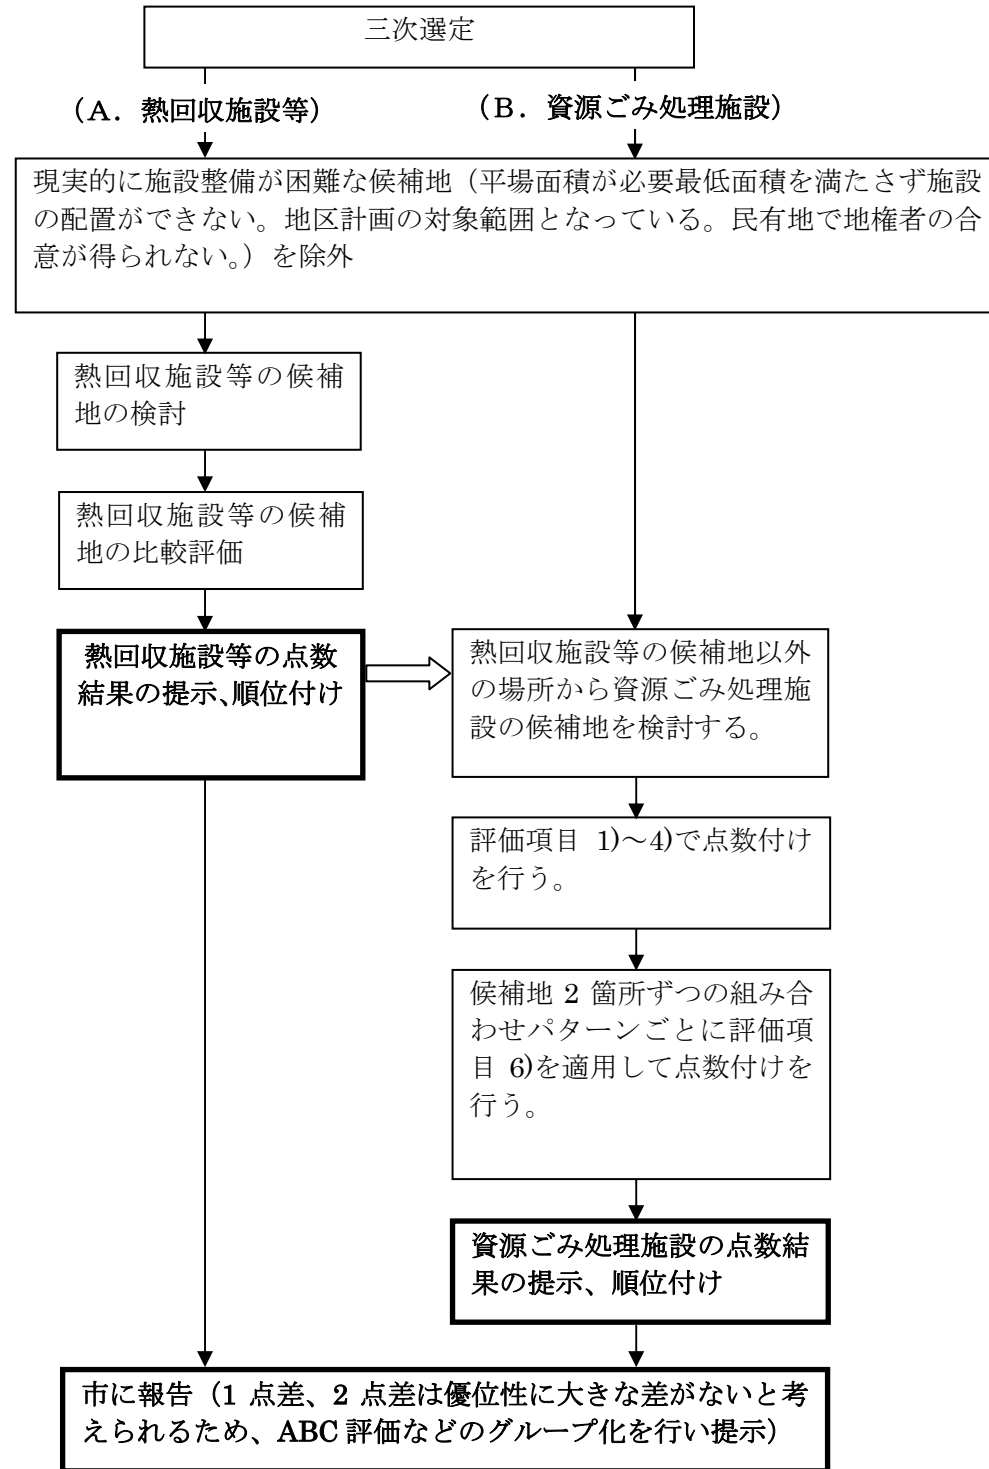 三次選定
（A．熱回収施設等）
（B．資源ごみ処理施設）
現実的に施設整備が困難な候補地（平場面積が必要最低面積を満たさず施設
の配置ができない。地区計画の対象範囲となっている。民有地で地権者の合
意が得られない。）を除外
熱回収施設等の候補
地の検討
熱回収施設等の候補
地の比較評価
熱回収施設等の点数
結果の提示、順位付け
熱回収施設等の候補地以外
の場所から資源ごみ処理施
設の候補地を検討する。
評価項目 1)～4)で点数付け
を行う。
候補地 2 箇所ずつの組み合
わせパターンごとに評価項
目 6)を適用して点数付けを
行う。
資源ごみ処理施設の点数結
果の提示、順位付け
市に報告（1 点差、2 点差は優位性に大きな差がないと考
えられるため、ABC 評価などのグループ化を行い提示）